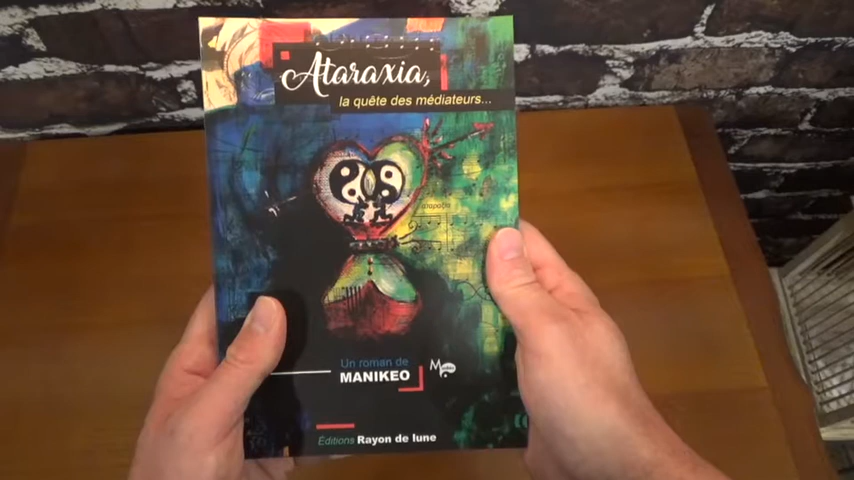 Ataraxia,
la quête des médiateurs...
Un roman de
MANIKEO
Éditions Rayon de lune